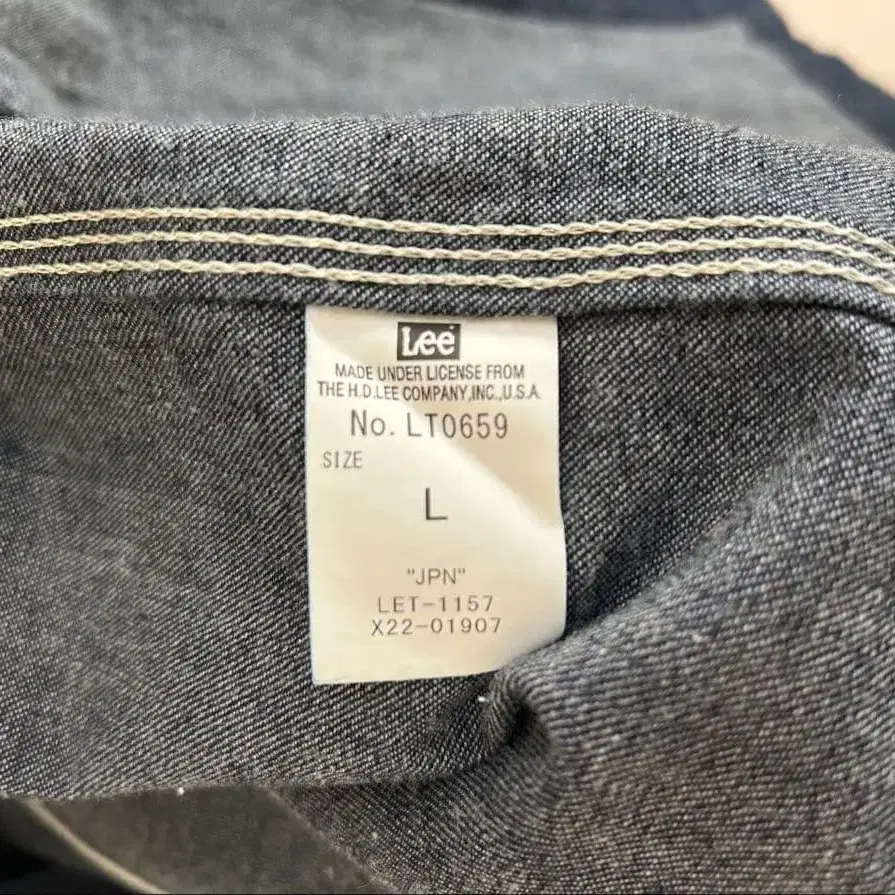 Lee
MADE UNDER LICENSE FROM
THE H.D.LEE COMPANY,INC.,U.S.A.
No. LT0659
SIZE
L
"JPN"
LET-1157
X22-01907